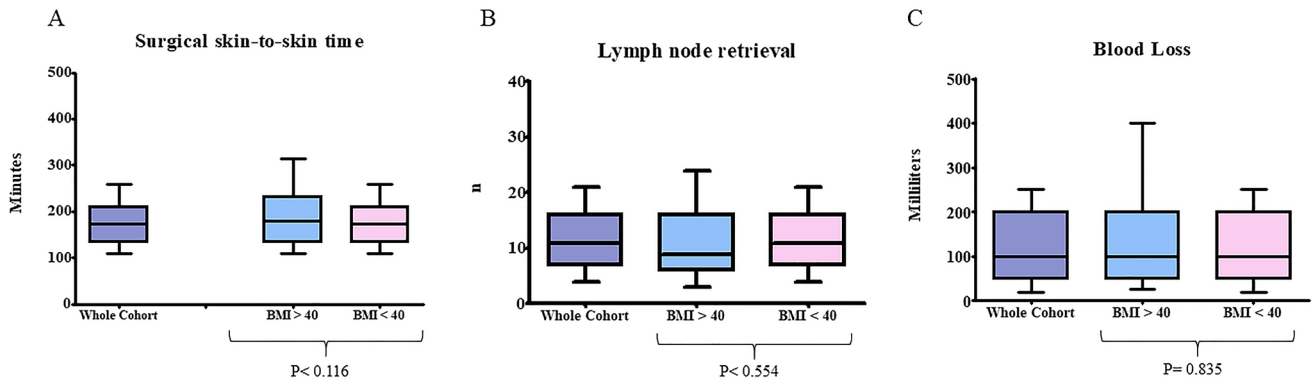 A
Surgical skin-to-skin time
Minutes
500
400
300
200
100
0
Whole Cohort
BMI > 40
BMI < 40
P< 0.116
B
Lymph node retrieval
n
40
30
20
10
0
Whole Cohort
BMI > 40
BMI < 40
P< 0.554
C
Blood Loss
Milliliters
500
400
300
200
100
0
Whole Cohort
BMI > 40
BMI < 40
P= 0.835